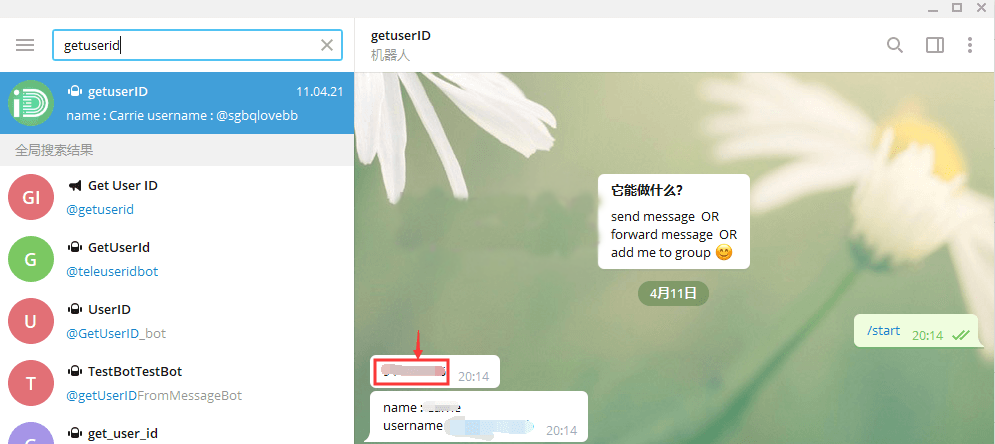 getuserid
getuserID
11.04.21
name : Carrie username : @sgbqlovebb
全局搜索结果
GI
Get User ID
@getuserid
G
GetUserId
@teleuseridbot
U
UserID
@GetUserID_bot
T
TestBotTestBot
@getUserIDFromMessageBot
get_user_id
getuserID
机器人
它能做什么?
send message OR
forward message OR
add me to group
4月11日
/start 20:14
20:14
name :
username
20:14